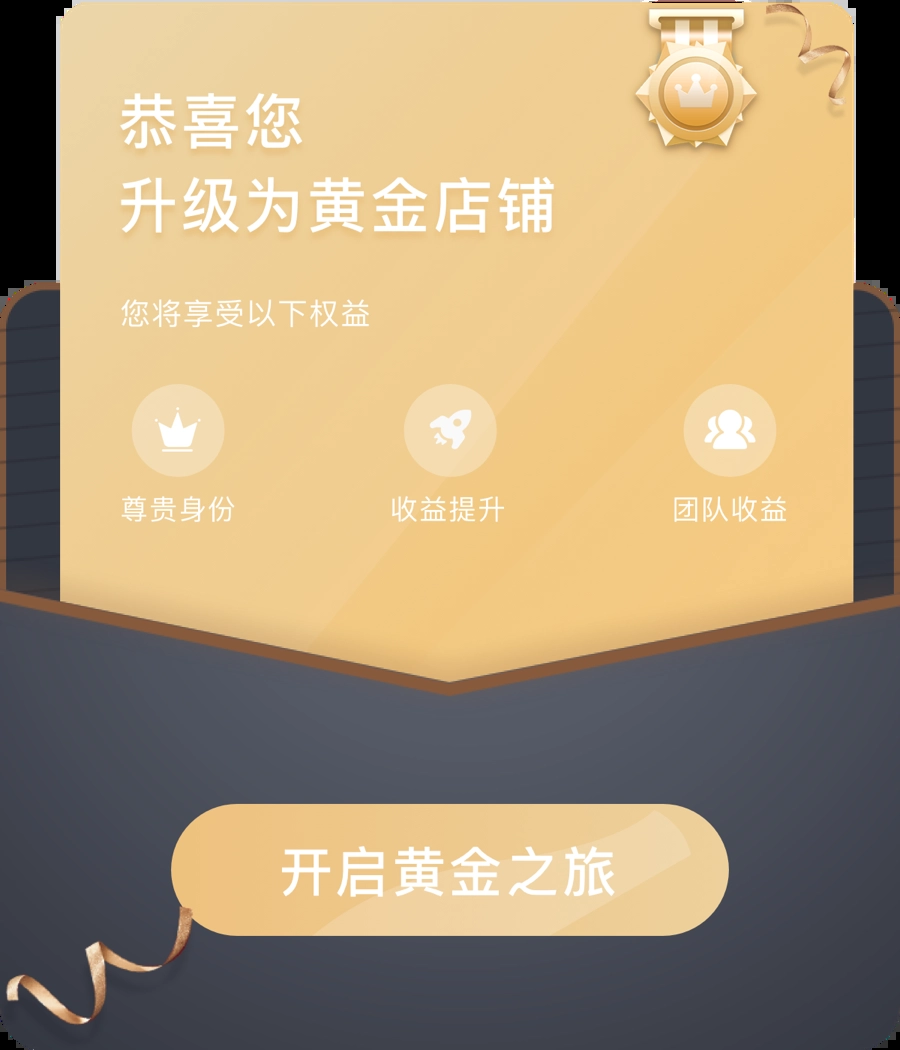 恭喜您
升级为黄金店铺
您将享受以下权益
尊贵身份
收益提升
团队收益
开启黄金之旅